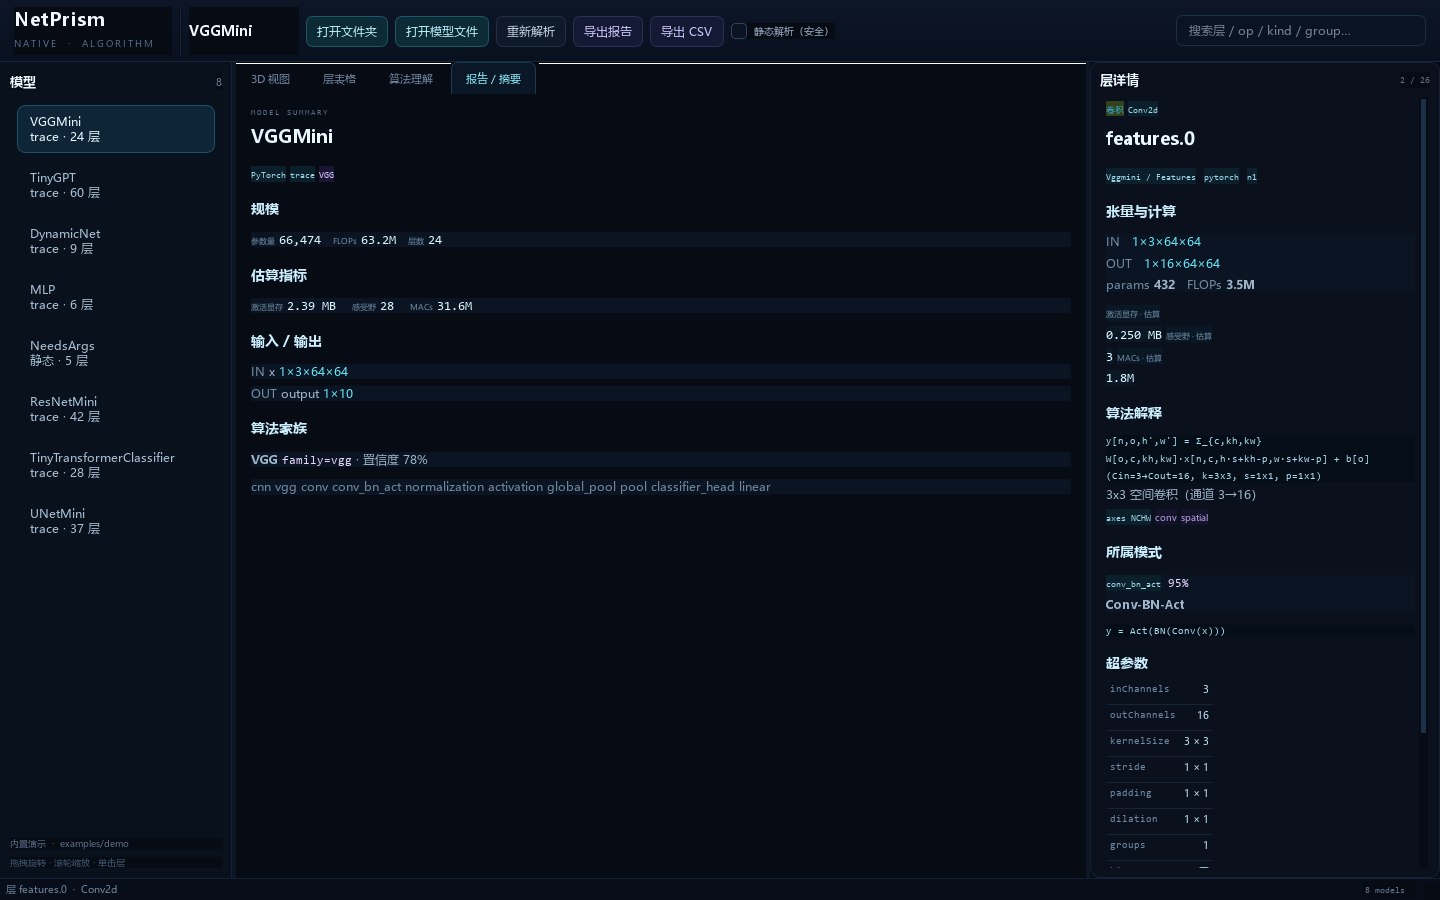 NetPrism
NATIVE · ALGORITHM
VGGMini
打开文件夹
打开模型文件
重新解析
导出报告
导出 CSV
静态解析（安全）
搜索层 / op / kind / group...
模型
8
VGGMini
trace · 24 层
TinyGPT
trace · 60 层
DynamicNet
trace · 9 层
MLP
trace · 6 层
NeedsArgs
静态 · 5 层
ResNetMini
trace · 42 层
TinyTransformerClassifier
trace · 28 层
UNetMini
trace · 37 层
内置演示 · examples/demo
拖拽旋转 · 滚轮缩放 · 单击层
3D 视图
层表格
算法理解
报告 / 摘要
MODEL SUMMARY
VGGMini
PyTorch trace VGG
规模
参数量 66,474 FLOPs 63.2M 层数 24
估算指标
激活显存 2.39 MB 感受野 28 MACs 31.6M
输入 / 输出
IN x 1×3×64×64
OUT output 1×10
算法家族
VGG family=vgg · 置信度 78%
cnn vgg conv conv_bn_act normalization activation global_pool pool classifier_head linear
层详情
2 / 26
卷积 Conv2d
features.0
Vggmini / Features pytorch n1
张量与计算
IN 1×3×64×64
OUT 1×16×64×64
params 432 FLOPs 3.5M
激活显存 · 估算
0.250 MB 感受野 · 估算
3 MACs · 估算
1.8M
算法解释
y[n,o,h',w'] = Σ_{c,kh,kw}
W[o,c,kh,kw]·x[n,c,h·s+kh-p,w·s+kw-p] + b[o]
(Cin=3→Cout=16, k=3x3, s=1x1, p=1x1)
3x3 空间卷积（通道 3→16）
axes NCHW conv spatial
所属模式
conv_bn_act 95%
Conv-BN-Act
y = Act(BN(Conv(x)))
超参数
inChannels 3
outChannels 16
kernelSize 3 × 3
stride 1 × 1
padding 1 × 1
dilation 1 × 1
groups 1
层 features.0 · Conv2d
8 models